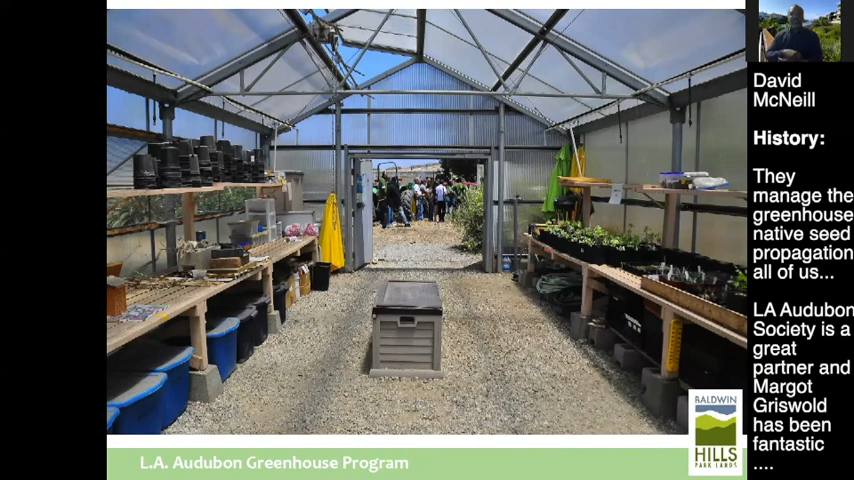 David
McNeill
History:
They
manage the
greenhouse
native seed
propagation
all of us...
LA Audubon
Society is a
great
partner and
Margot
Griswold
has been
fantastic
....
BALDWIN
HILLS
PARK LANDS
L.A. Audubon Greenhouse Program